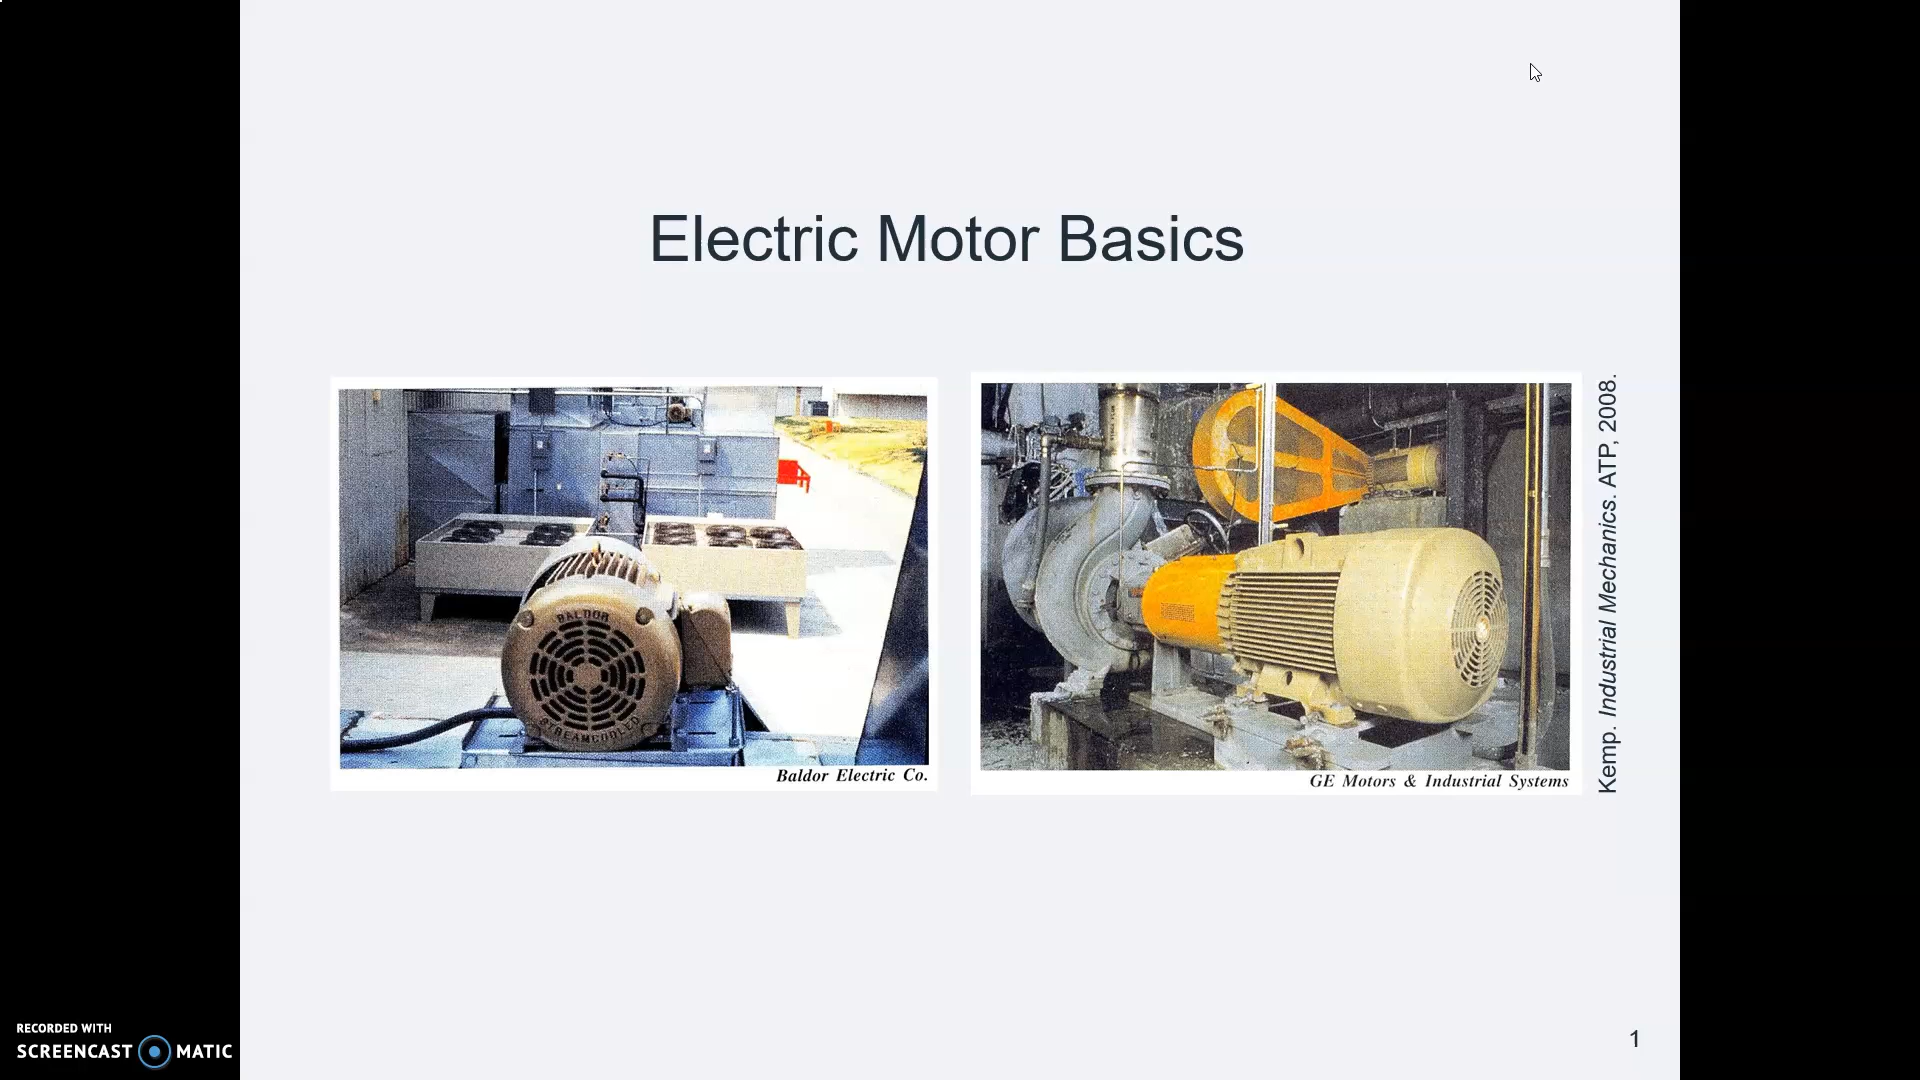 Electric Motor Basics
BALDOR
STREAMCOOLED
Baldor Electric Co.
GE Motors & Industrial Systems
Kemp. Industrial Mechanics. ATP, 2008.
RECORDED WITH
SCREENCAST MATIC
1